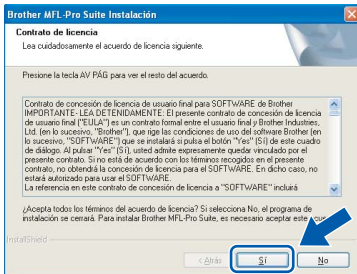 Brother MFL-Pro Suite Instalación
Contrato de licencia
Lea cuidadosamente el acuerdo de licencia siguiente.
Presione la tecla AV PÁG para ver el resto del acuerdo.
Contrato de concesión de licencia de usuario final para SOFTWARE de Brother
IMPORTANTE- LEA DETENIDAMENTE: El presente contrato de concesión de licencia
de usuario final ("EULA") es un contrato formal entre el usuario final y Brother Industries,
Ltd. (en lo sucesivo, "Brother"), que rige las condiciones de uso del software Brother (en
lo sucesivo, "SOFTWARE") que se instalará si pulsa el botón "Yes" (Sí) de este cuadro
de diálogo. Al pulsar "Yes" (Sí), usted admite expresamente quedar vinculado por el
presente contrato. Si no está de acuerdo con los términos recogidos en el presente
contrato, no obtendrá la concesión de licencia para el SOFTWARE. En dicho caso, no
estará autorizado para usar el SOFTWARE.
La referencia en este contrato de concesión de licencia a "SOFTWARE" incluirá
¿Acepta todos los términos del acuerdo de licencia? Si selecciona No, el programa de
instalación se cerrará. Para instalar Brother MFL-Pro Suite, es necesario aceptar este
InstallShield
< Atrás Sí No